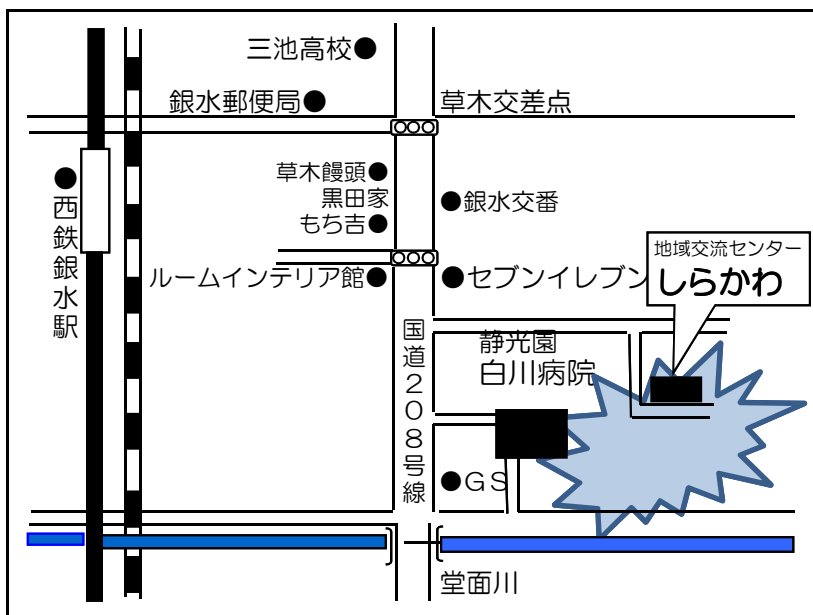 三池高校●
銀水郵便局●
草木交差点
草木饅頭●
黒田家
もち吉●
●銀水交番
●西鉄銀水駅
ルームインテリア館●
●セブンイレブン
地域交流センター
しらかわ
国道208号線
静光園
白川病院
●GS
堂面川